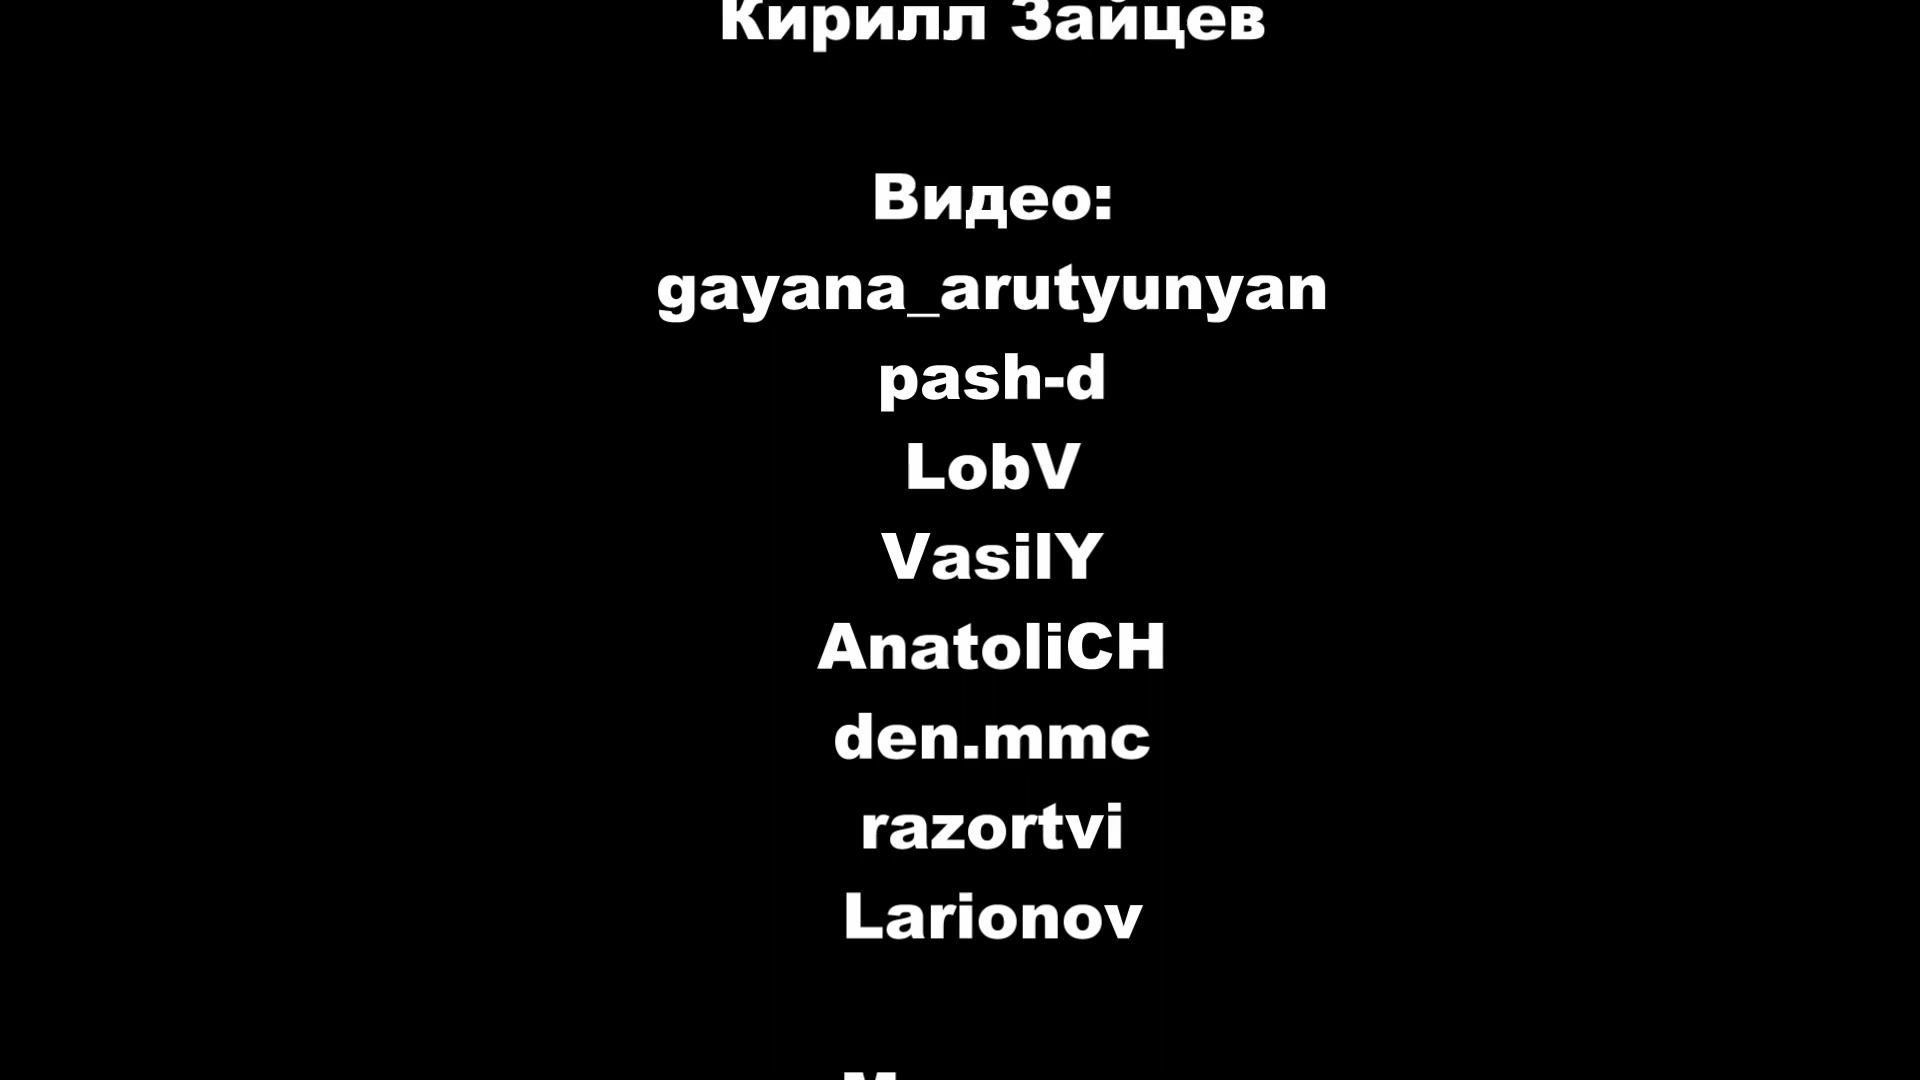 Кирилл Зайцев
Видео:
gayana_arutyunyan
pash-d
LobV
VasilY
AnatoliCH
den.mmc
razortvi
Larionov